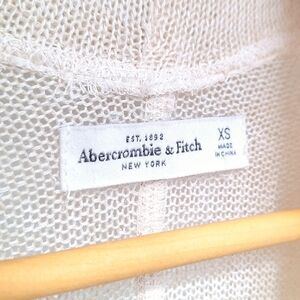 EST. 1892
Abercrombie & Fitch
NEW YORK
XS
MADE
IN CHINA